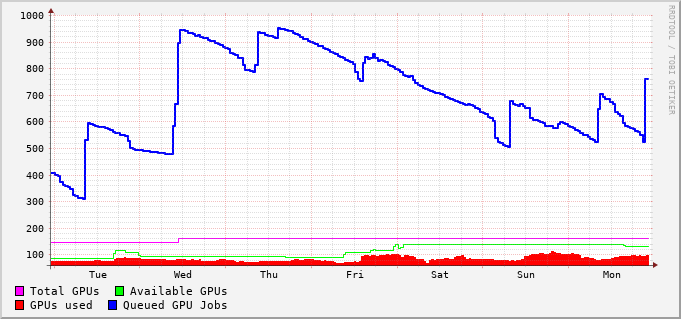 1000
900
800
700
600
500
400
300
200
100
Tue Wed Thu Fri Sat Sun Mon
Total GPUs Available GPUs
GPUs used Queued GPU Jobs
RRDTOOL / TOBI OETIKER